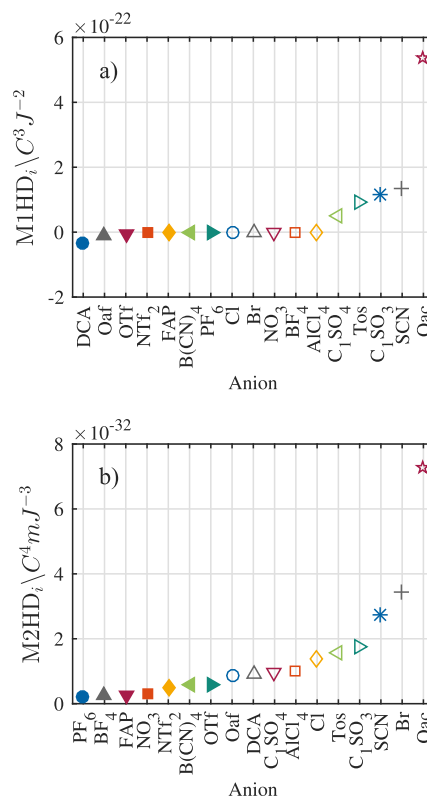 ×10^-22
6
4
2
0
-2
a)
M1HD_i\C^3J^-2
DCA
Oaf
OTf
NTf_2
FAP
B(CN)_4
PF_6
Cl
Br
NO_3
BF_4
AlCl_4
C_1SO_4
Tos
C_1SO_3
SCN
Oac
Anion
×10^-32
8
6
4
2
0
b)
M2HD_i\C^4mJ^-3
PF_6
BF_4
FAP
NO_3
NTf_2
B(CN)_4
OTf
Oaf
DCA
C_1SO_4
AlCl_4
Cl
Tos
C_1SO_3
SCN
Br
Oac
Anion